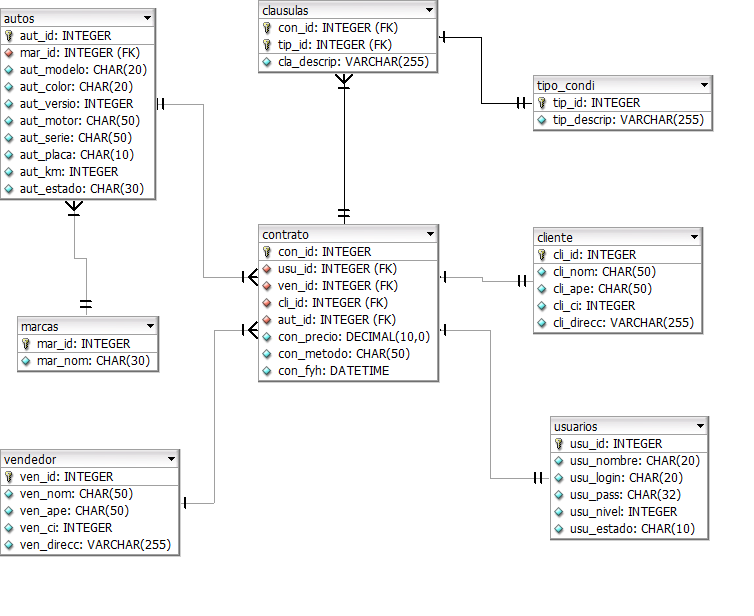 autos
aut_id: INTEGER
mar_id: INTEGER (FK)
aut_modelo: CHAR(20)
aut_color: CHAR(20)
aut_versio: INTEGER
aut_motor: CHAR(50)
aut_serie: CHAR(50)
aut_placa: CHAR(10)
aut_km: INTEGER
aut_estado: CHAR(30)
clausulas
con_id: INTEGER (FK)
tip_id: INTEGER (FK)
cla_descrip: VARCHAR(255)
tipo_condi
tip_id: INTEGER
tip_descrip: VARCHAR(255)
contrato
con_id: INTEGER
usu_id: INTEGER (FK)
ven_id: INTEGER (FK)
cli_id: INTEGER (FK)
aut_id: INTEGER (FK)
con_precio: DECIMAL(10,0)
con_metodo: CHAR(50)
con_fyh: DATETIME
cliente
cli_id: INTEGER
cli_nom: CHAR(50)
cli_ape: CHAR(50)
cli_ci: INTEGER
cli_direcc: VARCHAR(255)
marcas
mar_id: INTEGER
mar_nom: CHAR(30)
vendedor
ven_id: INTEGER
ven_nom: CHAR(50)
ven_ape: CHAR(50)
ven_ci: INTEGER
ven_direcc: VARCHAR(255)
usuarios
usu_id: INTEGER
usu_nombre: CHAR(20)
usu_login: CHAR(20)
usu_pass: CHAR(32)
usu_nivel: INTEGER
usu_estado: CHAR(10)